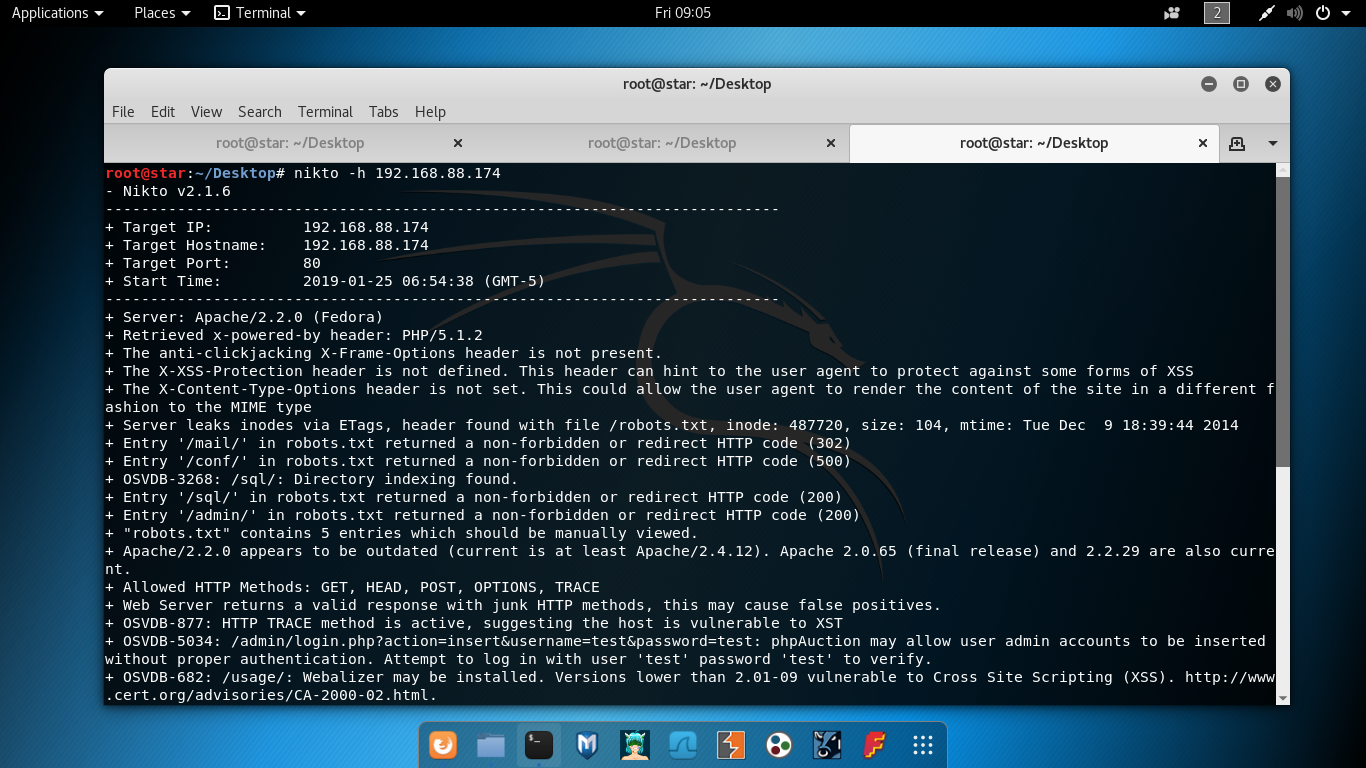 Applications Places Terminal Fri 09:05 2
root@star: ~/Desktop
File Edit View Search Terminal Tabs Help
root@star: ~/Desktop root@star: ~/Desktop root@star: ~/Desktop
root@star:~/Desktop# nikto -h 192.168.88.174
- Nikto v2.1.6
---------------------------------------------------------------------------
+ Target IP:          192.168.88.174
+ Target Hostname:    192.168.88.174
+ Target Port:        80
+ Start Time:         2019-01-25 06:54:38 (GMT-5)
---------------------------------------------------------------------------
+ Server: Apache/2.2.0 (Fedora)
+ Retrieved x-powered-by header: PHP/5.1.2
+ The anti-clickjacking X-Frame-Options header is not present.
+ The X-XSS-Protection header is not defined. This header can hint to the user agent to protect against some forms of XSS
+ The X-Content-Type-Options header is not set. This could allow the user agent to render the content of the site in a different f
ashion to the MIME type
+ Server leaks inodes via ETags, header found with file /robots.txt, inode: 487720, size: 104, mtime: Tue Dec  9 18:39:44 2014
+ Entry '/mail/' in robots.txt returned a non-forbidden or redirect HTTP code (302)
+ Entry '/conf/' in robots.txt returned a non-forbidden or redirect HTTP code (500)
+ OSVDB-3268: /sql/: Directory indexing found.
+ Entry '/sql/' in robots.txt returned a non-forbidden or redirect HTTP code (200)
+ Entry '/admin/' in robots.txt returned a non-forbidden or redirect HTTP code (200)
+ "robots.txt" contains 5 entries which should be manually viewed.
+ Apache/2.2.0 appears to be outdated (current is at least Apache/2.4.12). Apache 2.0.65 (final release) and 2.2.29 are also curre
nt.
+ Allowed HTTP Methods: GET, HEAD, POST, OPTIONS, TRACE
+ Web Server returns a valid response with junk HTTP methods, this may cause false positives.
+ OSVDB-877: HTTP TRACE method is active, suggesting the host is vulnerable to XST
+ OSVDB-5034: /admin/login.php?action=insert&username=test&password=test: phpAuction may allow user admin accounts to be inserted
without proper authentication. Attempt to log in with user 'test' password 'test' to verify.
+ OSVDB-682: /usage/: Webalizer may be installed. Versions lower than 2.01-09 vulnerable to Cross Site Scripting (XSS). http://www
.cert.org/advisories/CA-2000-02.html.